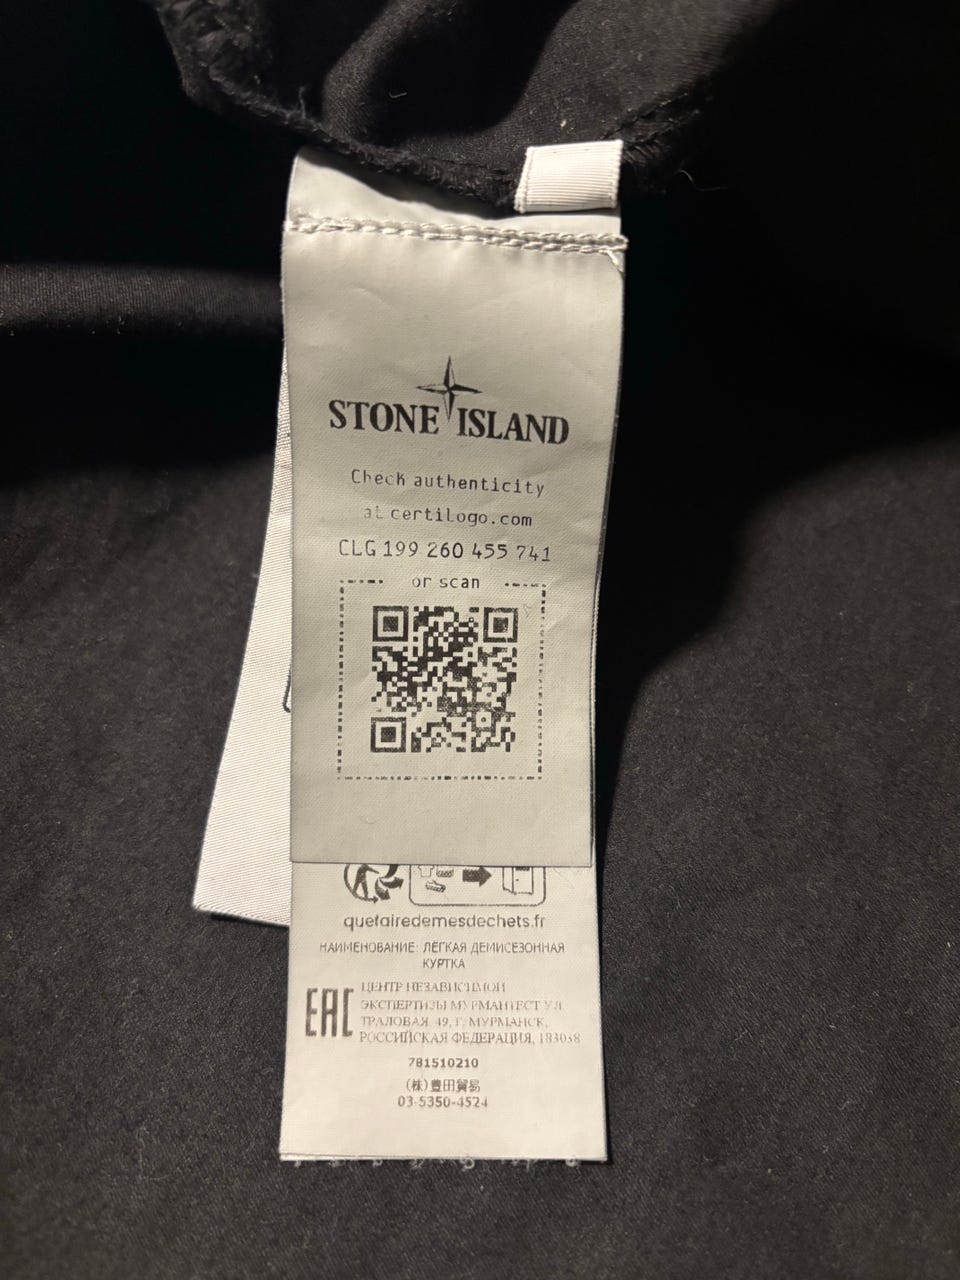 STONE ISLAND
Check authenticity
at certilogo.com
CLG 199 260 455 741
or scan
quefairedemesdechets.fr
НАИМЕНОВАНИЕ: ЛЁГКАЯ ДЕМИСЕЗОННАЯ
КУРТКА
EAC
ЦЕНТР НЕЗАВИСИМОЙ
ЭКСПЕРТИЗЫ МУРМАНТЕСТ УЛ.
ТРАЛОВАЯ 49, Г. МУРМАНСК,
РОССИЙСКАЯ ФЕДЕРАЦИЯ, 183038
781510210
(株)豊田貿易
03-5350-4524